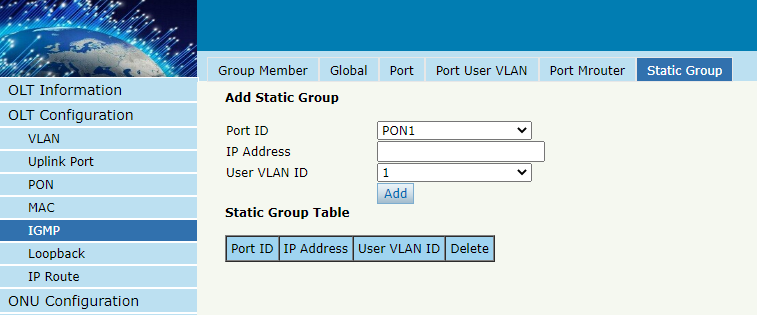 Group Member Global Port Port User VLAN Port Mrouter Static Group
OLT Information
OLT Configuration
VLAN
Uplink Port
PON
MAC
IGMP
Loopback
IP Route
ONU Configuration
Add Static Group
Port ID PON1
IP Address
User VLAN ID 1
Add
Static Group Table
Port ID IP Address User VLAN ID Delete